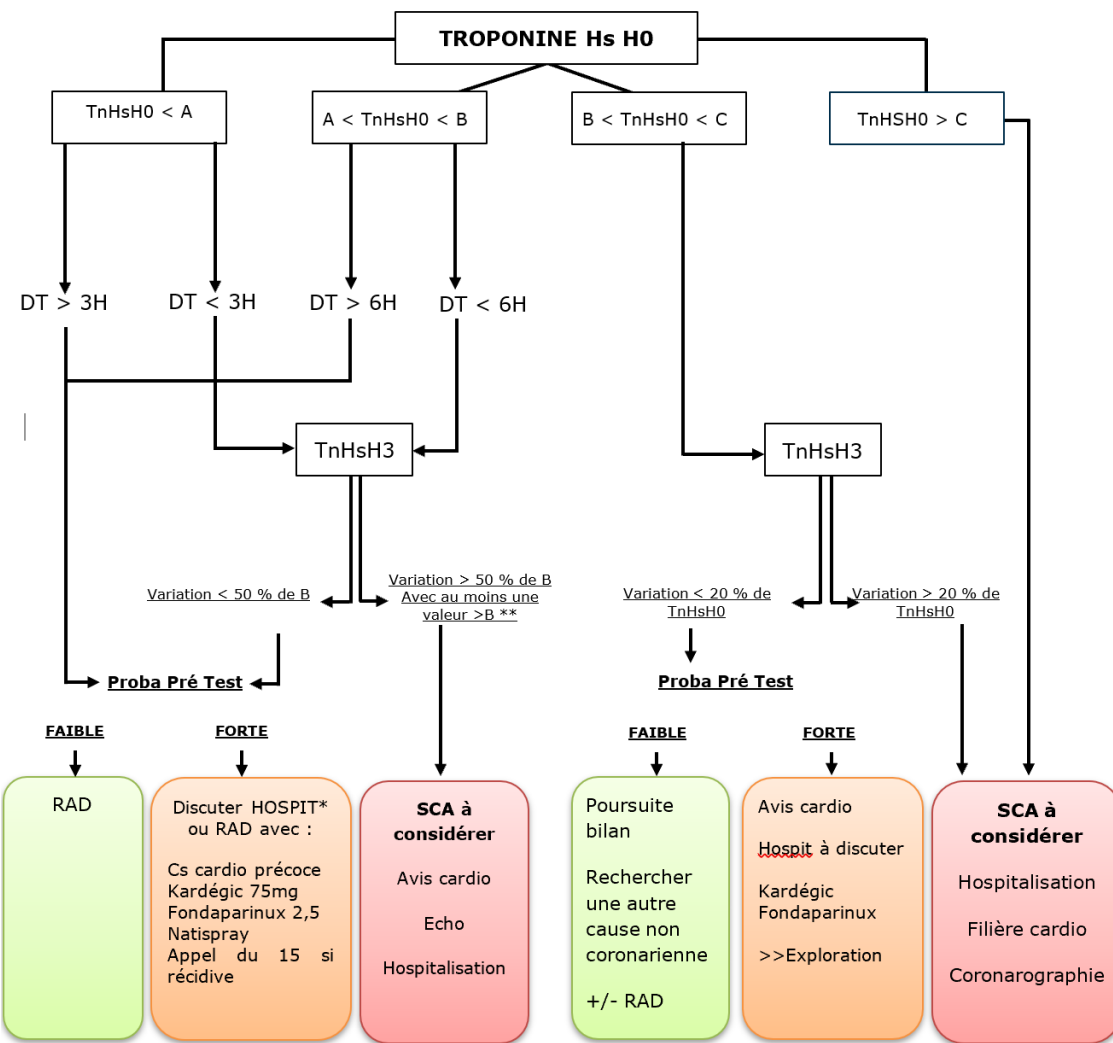 TROPONINE Hs H0
TnHsH0 < A
A < TnHsH0 < B
B < TnHsH0 < C
TnHSH0 > C
DT > 3H
DT < 3H
DT > 6H
DT < 6H
TnHsH3
TnHsH3
Variation < 50 % de B
Variation > 50 % de B
Avec au moins une
valeur >B **
Variation < 20 % de
TnHsH0
Variation > 20 % de
TnHsH0
Proba Pré Test
Proba Pré Test
FAIBLE
FORTE
FAIBLE
FORTE
RAD
Discuter HOSPIT*
ou RAD avec :
Cs cardio précoce
Kardégic 75mg
Fondaparinux 2,5
Natispray
Appel du 15 si
récidive
SCA à
considérer
Avis cardio
Echo
Hospitalisation
Poursuite
bilan
Rechercher
une autre
cause non
coronarienne
+/- RAD
Avis cardio
Hospit à discuter
Kardégic
Fondaparinux
>>Exploration
SCA à
considérer
Hospitalisation
Filière cardio
Coronarographie